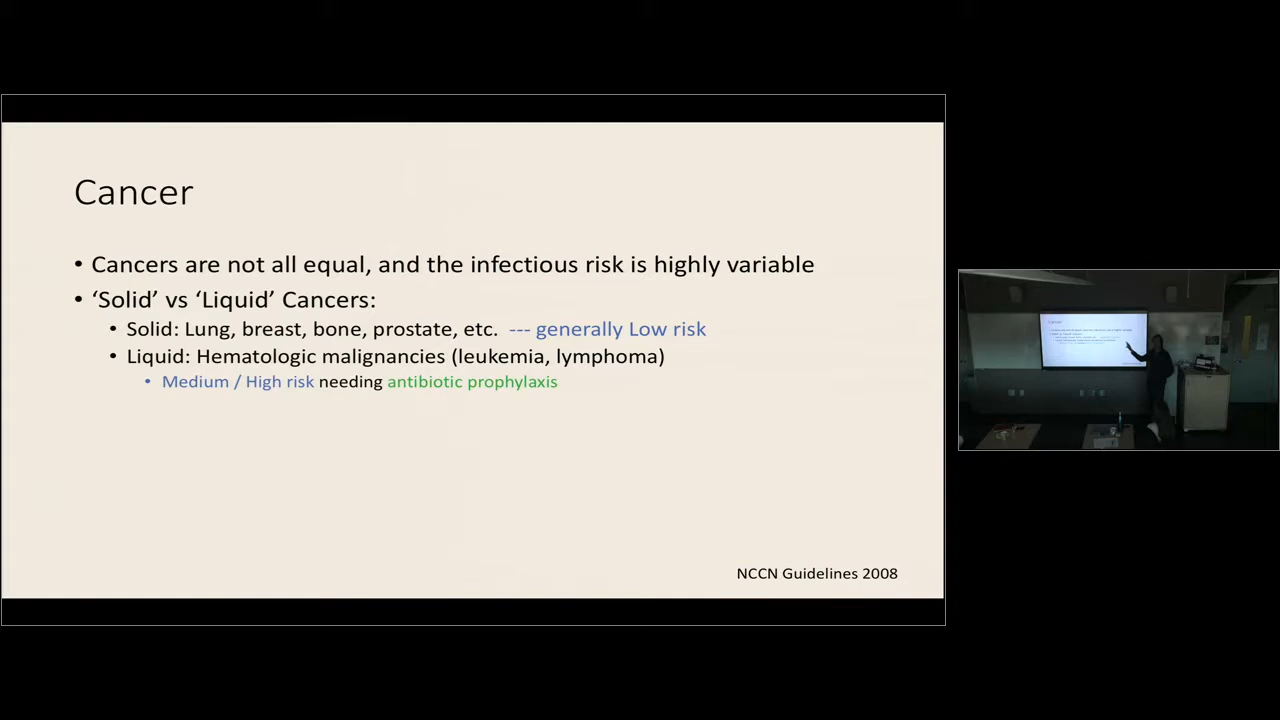 Cancer
• Cancers are not all equal, and the infectious risk is highly variable
• ‘Solid’ vs ‘Liquid’ Cancers:
• Solid: Lung, breast, bone, prostate, etc. --- generally Low risk
• Liquid: Hematologic malignancies (leukemia, lymphoma)
• Medium / High risk needing antibiotic prophylaxis
NCCN Guidelines 2008